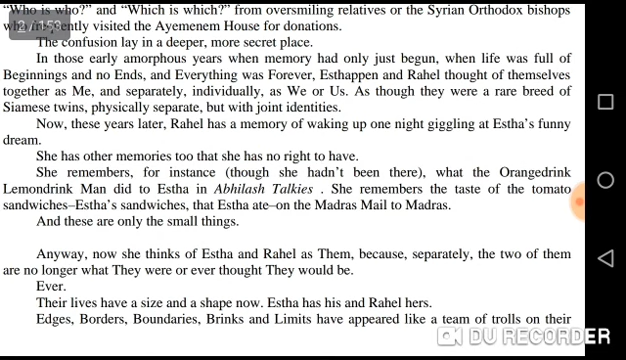 "Who is who?" and "Which is which?" from oversmiling relatives or the Syrian Orthodox bishops
who frequently visited the Ayemenem House for donations.
The confusion lay in a deeper, more secret place.
In those early amorphous years when memory had only just begun, when life was full of
Beginnings and no Ends, and Everything was Forever, Esthappen and Rahel thought of themselves
together as Me, and separately, individually, as We or Us. As though they were a rare breed of
Siamese twins, physically separate, but with joint identities.
Now, these years later, Rahel has a memory of waking up one night giggling at Estha's funny
dream.
She has other memories too that she has no right to have.
She remembers, for instance (though she hadn't been there), what the Orangedrink
Lemondrink Man did to Estha in Abhilash Talkies . She remembers the taste of the tomato
sandwiches–Estha's sandwiches, that Estha ate–on the Madras Mail to Madras.
And these are only the small things.
Anyway, now she thinks of Estha and Rahel as Them, because, separately, the two of them
are no longer what They were or ever thought They would be.
Ever.
Their lives have a size and a shape now. Estha has his and Rahel hers.
Edges, Borders, Boundaries, Brinks and Limits have appeared like a team of trolls on their
DU RECORDER